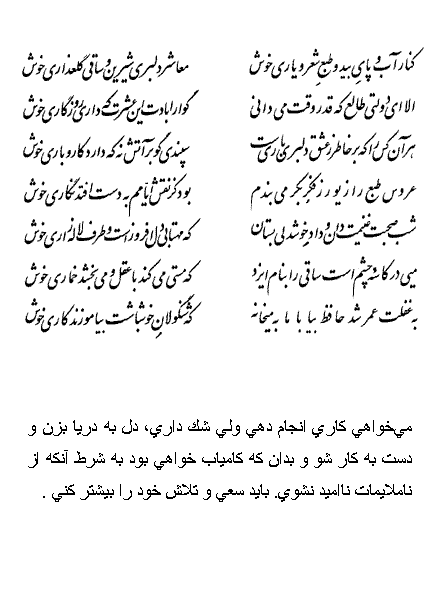 کنار آب و پای بید و طبع شعر و یاری خوش معاشر دلبری شیرین و ساقی گلعذاری خوش
الا ای دولتی طالع که قدر وقت می دانی گوارا بادت این عشرت که داری روزگاری خوش
هر آن کس را که بر خاطر ز عشق دلبری باریست سپندی گو بر آتش نه که دارد کار و باری خوش
عروس طبع را زیور ز فکر بکر می بندم بود کز نقش ایامم به دست افتد نگاری خوش
شب صحبت غنیمت دان و داد خوشدلی بستان که مهتابی دل افروزست و طرف لاله زاری خوش
میی در کاسه چشم است ساقی را بنام ایزد که مستی می کند با عقل و می بخشد خماری خوش
به غفلت عمر شد حافظ بیا با ما به میخانه که شنگولان خوشباشت بیاموزند کاری خوش
مي‌خواهي كاري انجام دهي ولي شك داري، دل به دريا بزن و
دست به كار شو و بدان كه كامياب خواهي بود به شرط آنكه از
ناملايمات نااميد نشوي. بايد سعي و تلاش خود را بيشتر كني .